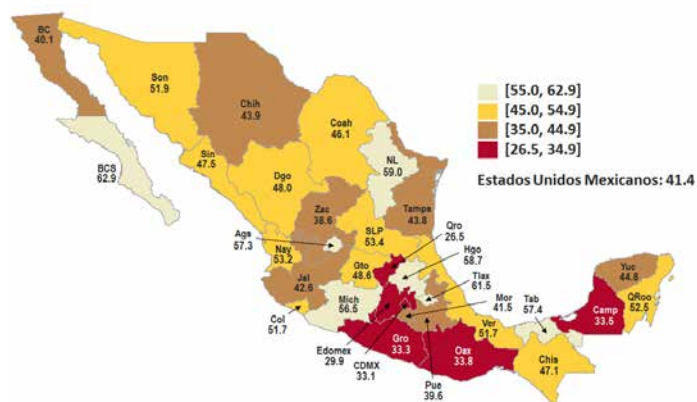 BC
40.1
Son
51.9
Chih
43.9
Coah
46.1
[55.0, 62.9]
[45.0, 54.9]
[35.0, 44.9]
[26.5, 34.9]
Estados Unidos Mexicanos: 41.4
NL
59.0
Sin
47.5
BCS
62.9
Dgo
48.0
Zac
38.6
Tamps
43.8
SLP
53.4
Ags
57.3
Qro
26.5
Hgo
58.7
Nay
53.2
Gto
48.6
Tlax
61.5
Jal
42.6
Mich
56.5
Mor
41.5
Tab
57.4
Yuc
44.8
QRoo
52.5
Camp
33.5
Col
51.7
Ver
51.7
Edomex
29.9
CDMX
33.1
Gro
33.3
Oax
33.8
Pue
39.6
Chis
47.1